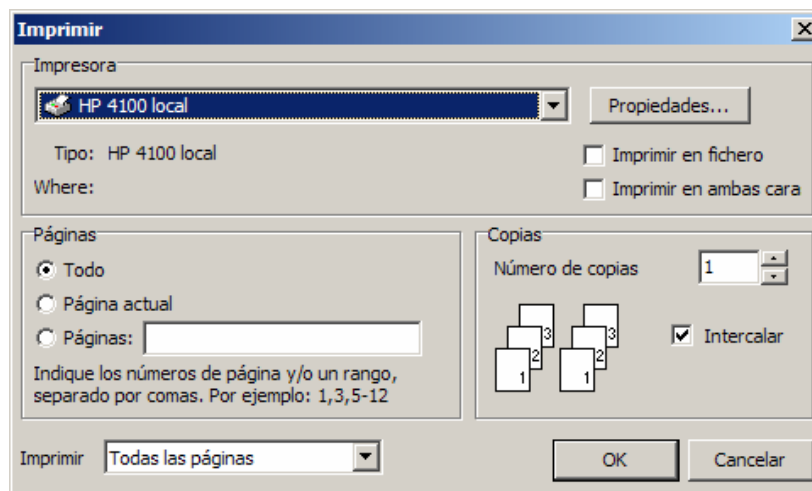 Imprimir
Impresora
HP 4100 local
Propiedades...
Tipo: HP 4100 local
Imprimir en fichero
Where:
Imprimir en ambas cara
Páginas
Todo
Página actual
Páginas:
Indique los números de página y/o un rango,
separado por comas. Por ejemplo: 1,3,5-12
Copias
Número de copias 1
1 2 3 1 2 3
Intercalar
Imprimir Todas las páginas
OK
Cancelar